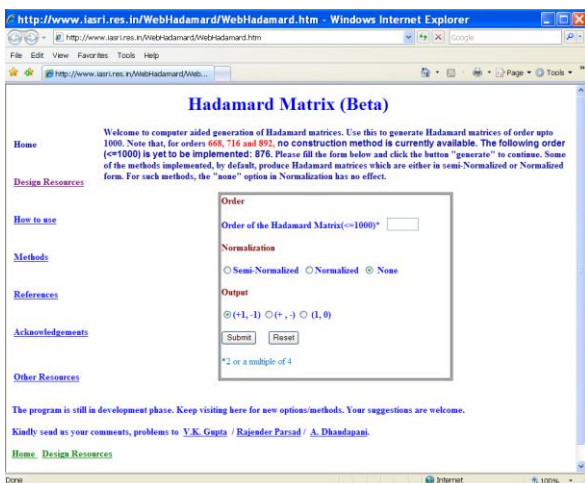 http://www.iasri.res.in/WebHadamard/WebHadamard.htm - Windows Internet Explorer
http://www.iasri.res.in/WebHadamard/WebHadamard.htm
Google
File Edit View Favorites Tools Help
http://www.iasri.res.in/WebHadamard/Web...
Page Tools
Hadamard Matrix (Beta)
Home
Design Resources
How to use
Methods
References
Acknowledgements
Other Resources
Welcome to computer aided generation of Hadamard matrices. Use this to generate Hadamard matrices of order upto
1000. Note that, for orders 668, 716 and 892, no construction method is currently available. The following order
(<=1000) is yet to be implemented: 876. Please fill the form below and click the button "generate" to continue. Some
of the methods implemented, by default, produce Hadamard matrices which are either in semi-Normalized or Normalized
form. For such methods, the "none" option in Normalization has no effect.
Order
Order of the Hadamard Matrix(<=1000)*
Normalization
Semi-Normalized Normalized None
Output
(+1, -1) (+ , -) (1, 0)
Submit Reset
*2 or a multiple of 4
The program is still in development phase. Keep visiting here for new options/methods. Your suggestions are welcome.
Kindly send us your comments, problems to V.K. Gupta / Rajender Parsad / A. Dhandapani.
Home Design Resources
Done
Internet
100%